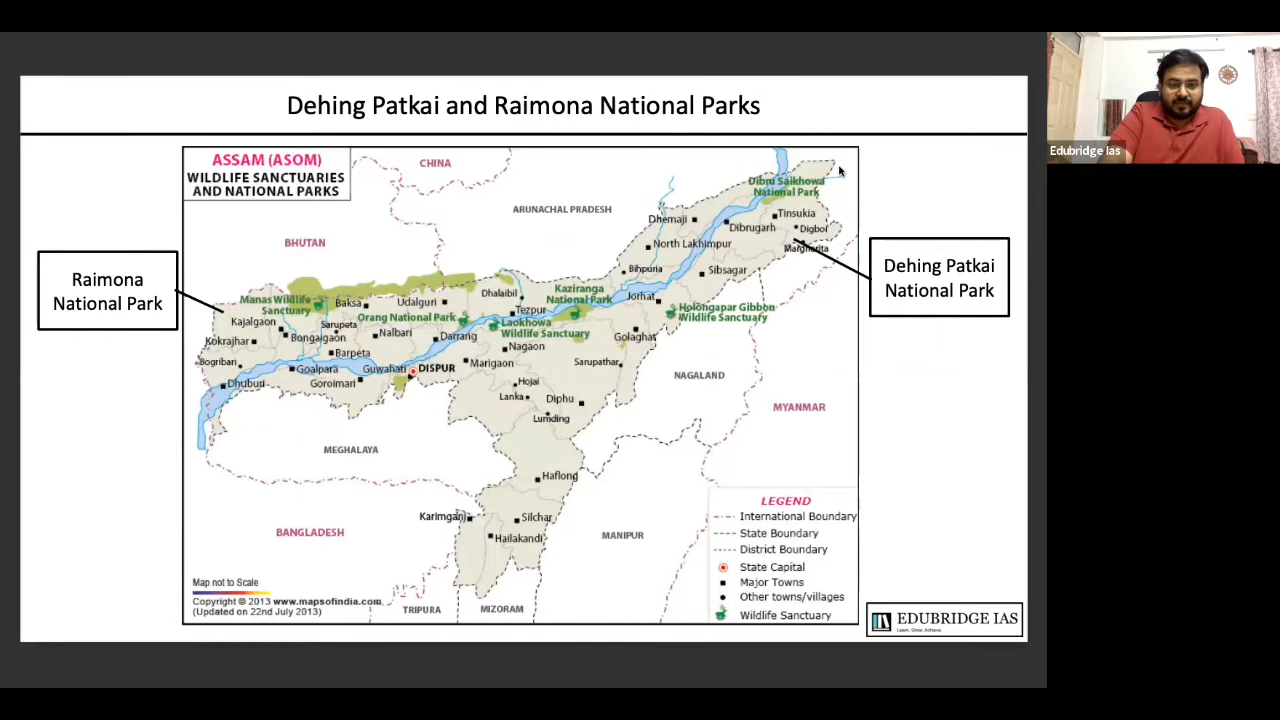 Dehing Patkai and Raimona National Parks
Edubridge Ias
ASSAM (ASOM)
WILDLIFE SANCTUARIES
AND NATIONAL PARKS
CHINA
ARUNACHAL PRADESH
BHUTAN
Dibru Saikhowa
National Park
Dhemaji
Tinsukia
Dibrugarh
Digboi
North Lakhimpur
Margherita
Raimona
National Park
Dehing Patkai
National Park
Bihpuria
Sibsagar
Manas Wildlife
Sanctuary
Baksa
Udalguri
Dhalaibil
Kaziranga
National Park
Jorhat
Tezpur
Holongapar Gibbon
Wildlife Sanctuary
Kajalgaon
Sarupeta
Orang National Park
Laokhowa
Wildlife Sanctuary
Kokrajhar
Bongaigaon
Nalbari
Darrang
Golaghat
Barpeta
Nagaon
Bogribari
Goalpara
Guwahati
DISPUR
Marigaon
Sarupathar
Dhuburi
Goroimari
Hojai
NAGALAND
Lanka
Diphu
MYANMAR
Lumding
MEGHALAYA
Haflong
LEGEND
Karimganj
Silchar
International Boundary
BANGLADESH
Hailakandi
MANIPUR
State Boundary
District Boundary
State Capital
Map not to Scale
Major Towns
Copyright © 2013 www.mapsofindia.com
(Updated on 22nd July 2013)
Other towns/villages
TRIPURA
MIZORAM
Wildlife Sanctuary
EDUBRIDGE IAS
Learn. Grow. Achieve.